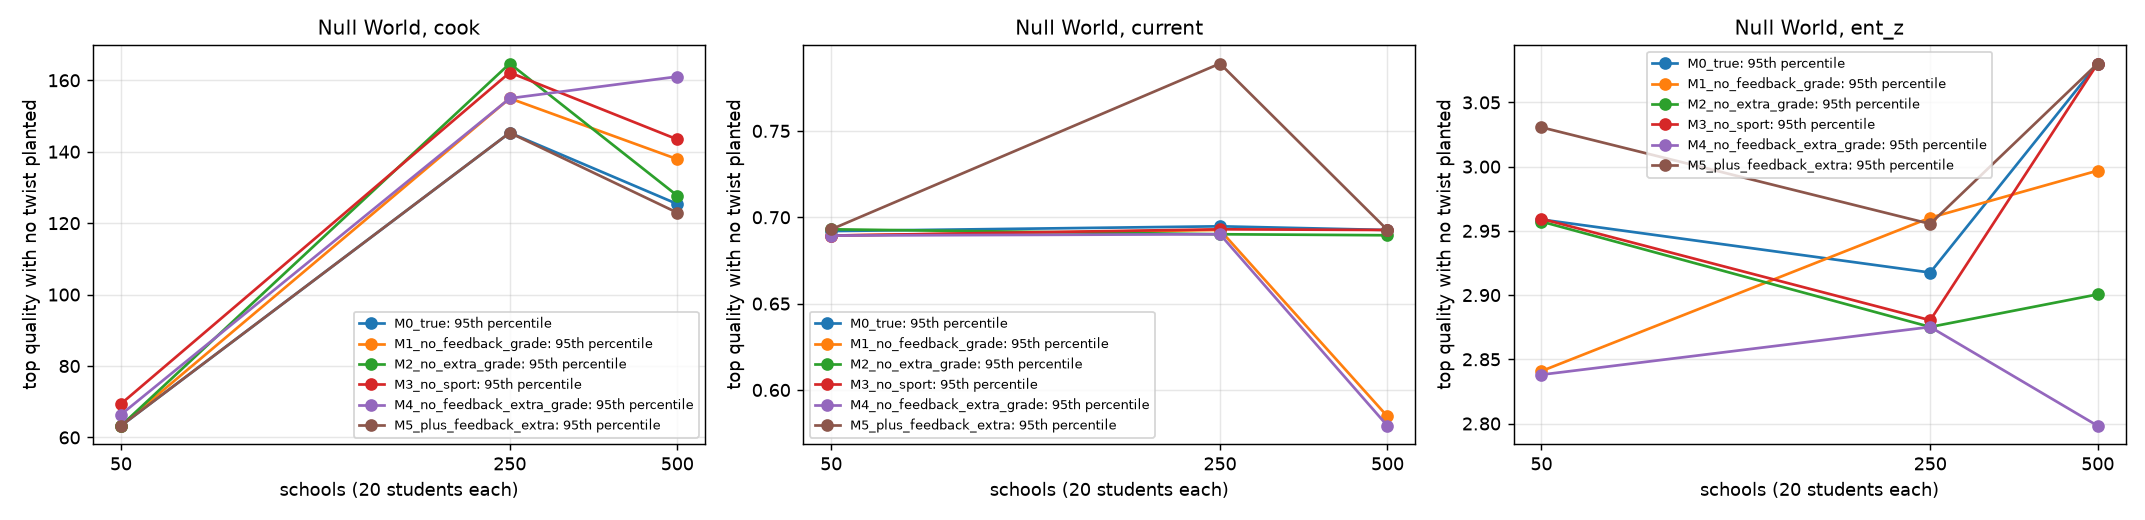 Null World, cook
top quality with no twist planted
160
140
120
100
80
60
M0_true: 95th percentile
M1_no_feedback_grade: 95th percentile
M2_no_extra_grade: 95th percentile
M3_no_sport: 95th percentile
M4_no_feedback_extra_grade: 95th percentile
M5_plus_feedback_extra: 95th percentile
50
250
500
schools (20 students each)
Null World, current
top quality with no twist planted
0.75
0.70
0.65
0.60
M0_true: 95th percentile
M1_no_feedback_grade: 95th percentile
M2_no_extra_grade: 95th percentile
M3_no_sport: 95th percentile
M4_no_feedback_extra_grade: 95th percentile
M5_plus_feedback_extra: 95th percentile
50
250
500
schools (20 students each)
Null World, ent_z
top quality with no twist planted
3.05
3.00
2.95
2.90
2.85
2.80
M0_true: 95th percentile
M1_no_feedback_grade: 95th percentile
M2_no_extra_grade: 95th percentile
M3_no_sport: 95th percentile
M4_no_feedback_extra_grade: 95th percentile
M5_plus_feedback_extra: 95th percentile
50
250
500
schools (20 students each)